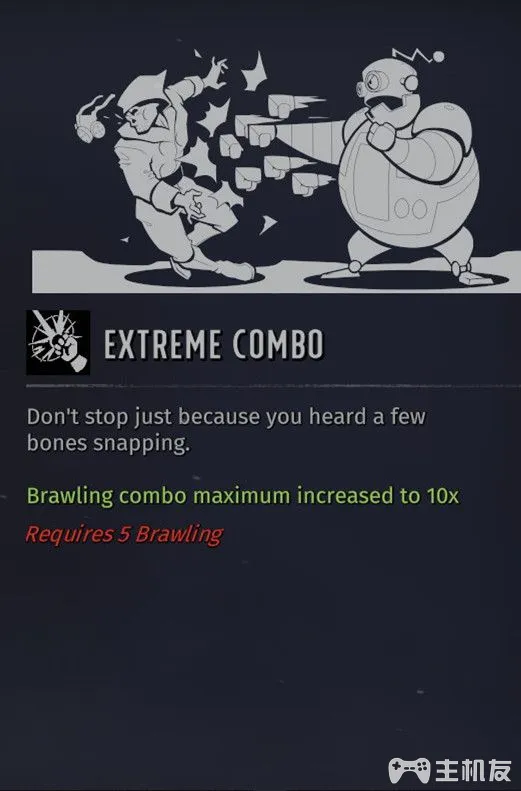 EXTREME COMBO
Don't stop just because you heard a few
bones snapping.
Brawling combo maximum increased to 10x
Requires 5 Brawling
主机友